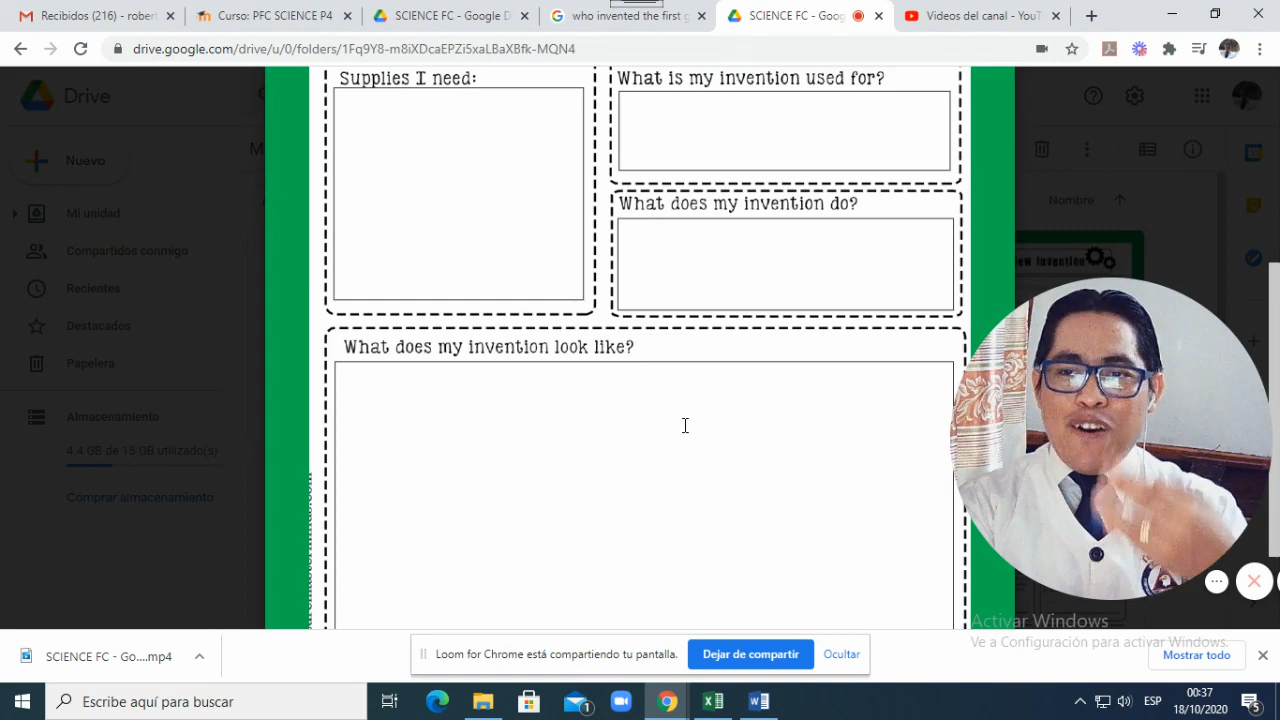 Recibidos (216) - robert
Curso: PFC SCIENCE P4
SCIENCE FC - Google D
who invented the first g
SCIENCE FC - Goog
Videos del canal - YouT
drive.google.com/drive/u/0/folders/1Fq9Y8-m8iXDcaEPZi5xaLBaXBfk-MQN4
Drive
Nuevo
Mi unidad
Compartidos conmigo
Recientes
Destacados
Papelera
Almacenamiento
4.4 GB de 15 GB utilizado(s)
Comprar almacenamiento
Supplies I need:
What is my invention used for?
What does my invention do?
What does my invention look like?
Nombre
New Invention
Activar Windows
Ve a Configuración para activar Windows.
SCIENCE FC - Go....mp4
Loom for Chrome está compartiendo tu pantalla.
Dejar de compartir
Ocultar
Mostrar todo
Escribe aquí para buscar
1
ESP
00:37
18/10/2020
5